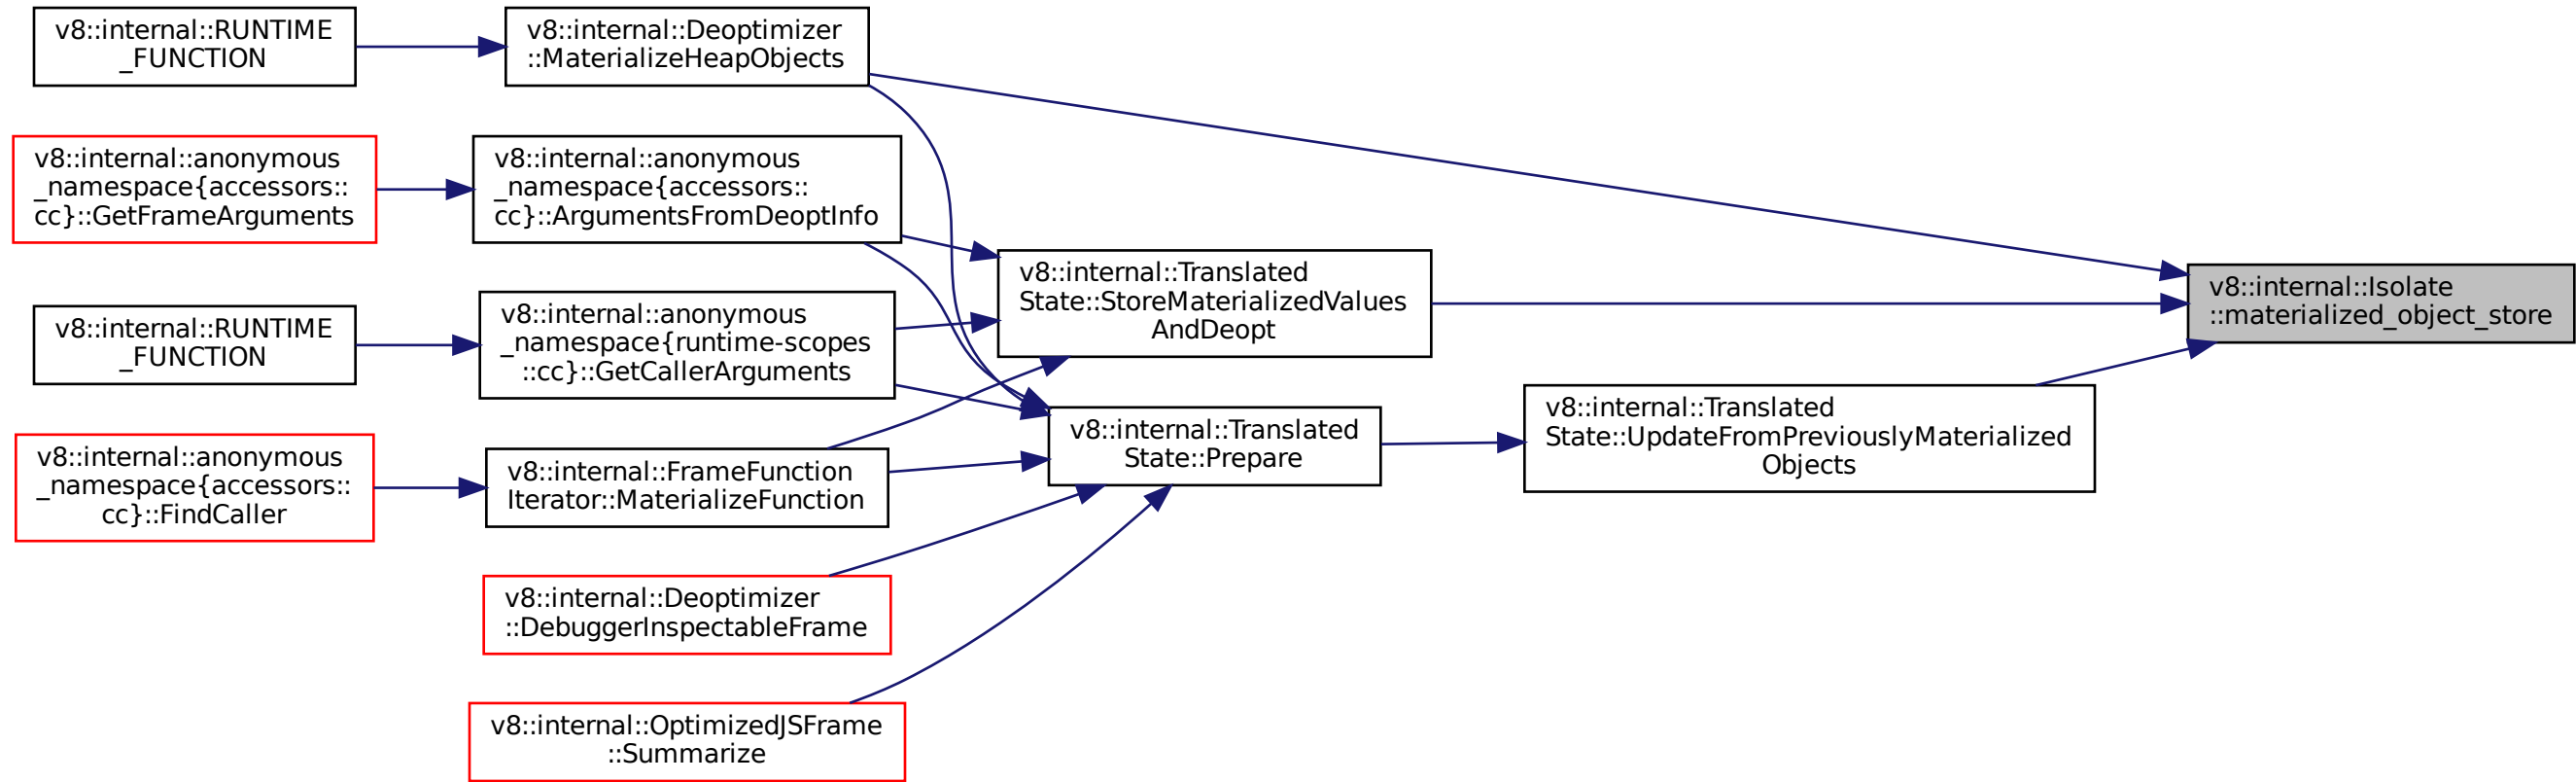 v8::internal::RUNTIME
_FUNCTION
v8::internal::Deoptimizer
::MaterializeHeapObjects
v8::internal::anonymous
_namespace{accessors::
cc}::GetFrameArguments
v8::internal::anonymous
_namespace{accessors::
cc}::ArgumentsFromDeoptInfo
v8::internal::Translated
State::StoreMaterializedValues
AndDeopt
v8::internal::Isolate
::materialized_object_store
v8::internal::RUNTIME
_FUNCTION
v8::internal::anonymous
_namespace{runtime-scopes
::cc}::GetCallerArguments
v8::internal::Translated
State::Prepare
v8::internal::Translated
State::UpdateFromPreviouslyMaterialized
Objects
v8::internal::anonymous
_namespace{accessors::
cc}::FindCaller
v8::internal::FrameFunction
Iterator::MaterializeFunction
v8::internal::Deoptimizer
::DebuggerInspectableFrame
v8::internal::OptimizedJSFrame
::Summarize